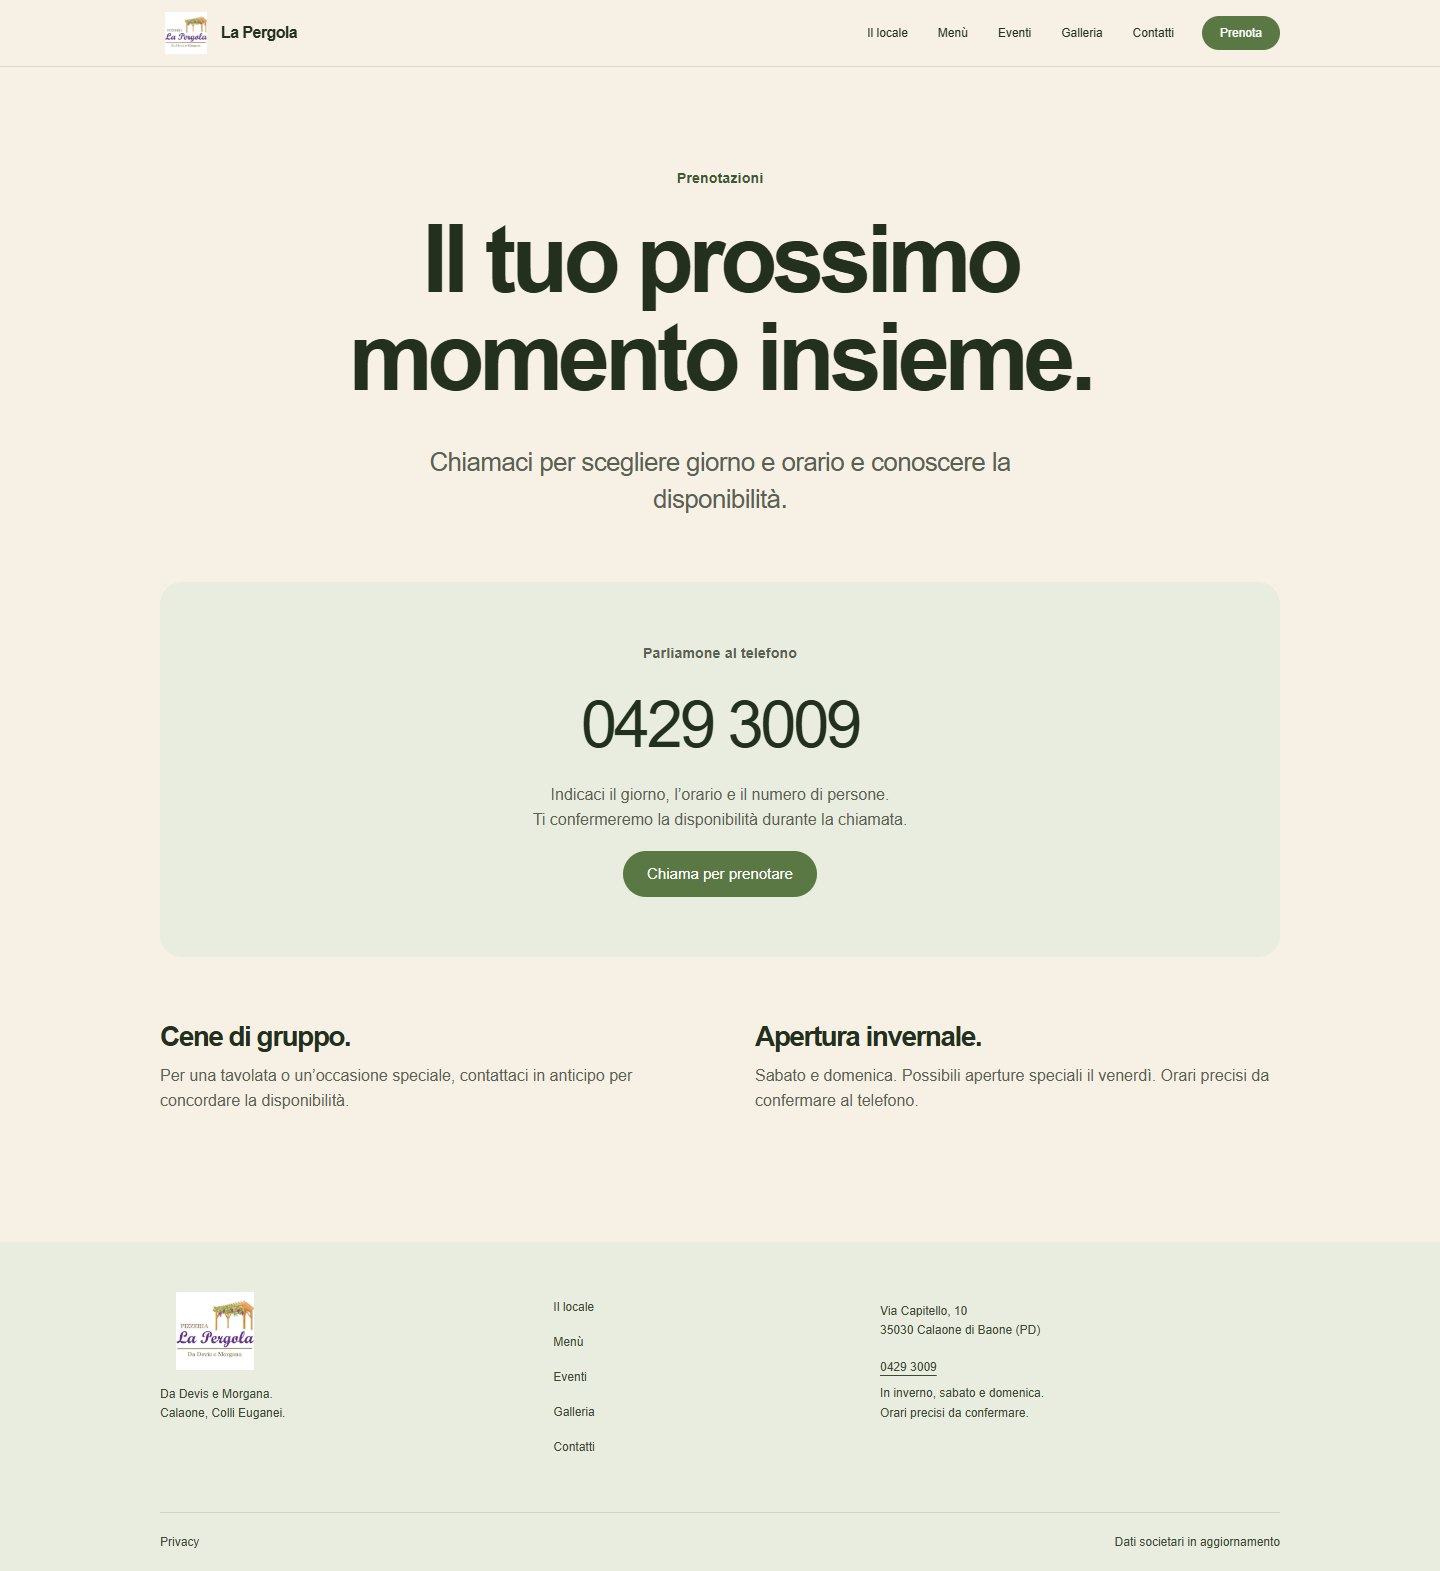 PIZZERIA
La Pergola
Da Devis e Morgana
La Pergola
Il locale
Menù
Eventi
Galleria
Contatti
Prenota
Prenotazioni
Il tuo prossimo
momento insieme.
Chiamaci per scegliere giorno e orario e conoscere la
disponibilità.
Parliamone al telefono
0429 3009
Indicaci il giorno, l’orario e il numero di persone.
Ti confermeremo la disponibilità durante la chiamata.
Chiama per prenotare
Cene di gruppo.
Per una tavolata o un’occasione speciale, contattaci in anticipo per
concordare la disponibilità.
Apertura invernale.
Sabato e domenica. Possibili aperture speciali il venerdì. Orari precisi da
confermare al telefono.
PIZZERIA
La Pergola
Da Devis e Morgana
Da Devis e Morgana.
Calaone, Colli Euganei.
Il locale
Menù
Eventi
Galleria
Contatti
Via Capitello, 10
35030 Calaone di Baone (PD)
0429 3009
In inverno, sabato e domenica.
Orari precisi da confermare.
Privacy
Dati societari in aggiornamento